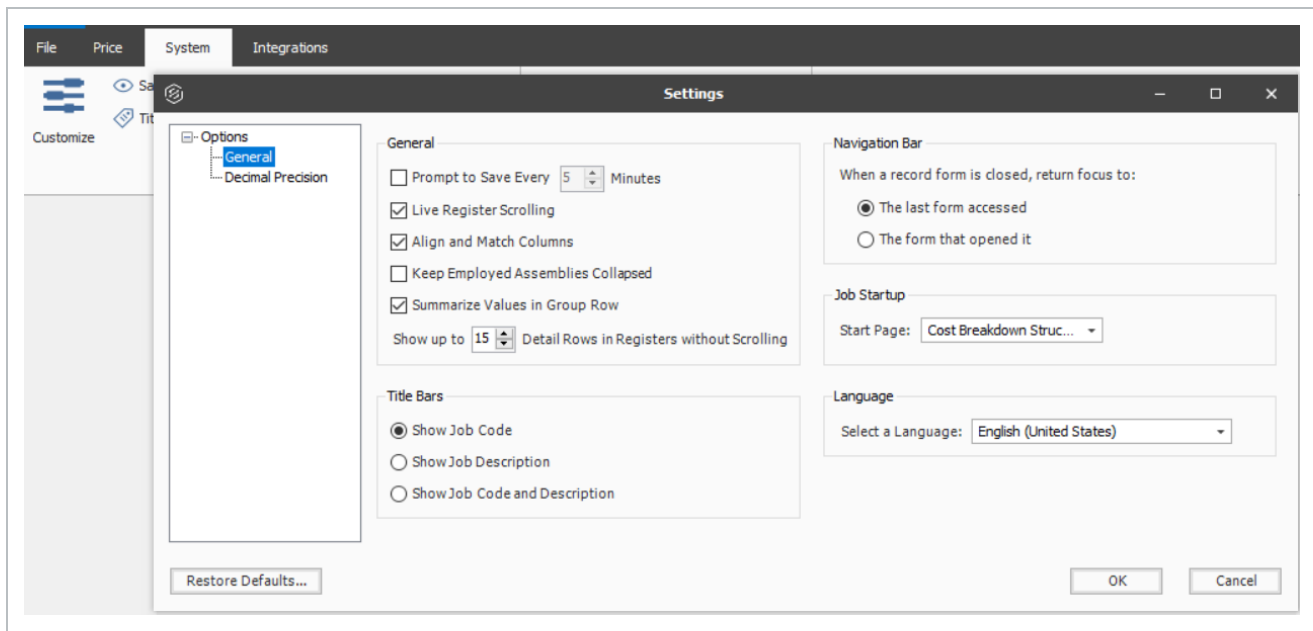 File Price System Integrations
Sa
Settings
Tit
Customize
Options
General
Decimal Precision
General
Prompt to Save Every 5 Minutes
Live Register Scrolling
Align and Match Columns
Keep Employed Assemblies Collapsed
Summarize Values in Group Row
Show up to 15 Detail Rows in Registers without Scrolling
Title Bars
Show Job Code
Show Job Description
Show Job Code and Description
Navigation Bar
When a record form is closed, return focus to:
The last form accessed
The form that opened it
Job Startup
Start Page: Cost Breakdown Struc...
Language
Select a Language: English (United States)
Restore Defaults...
OK
Cancel